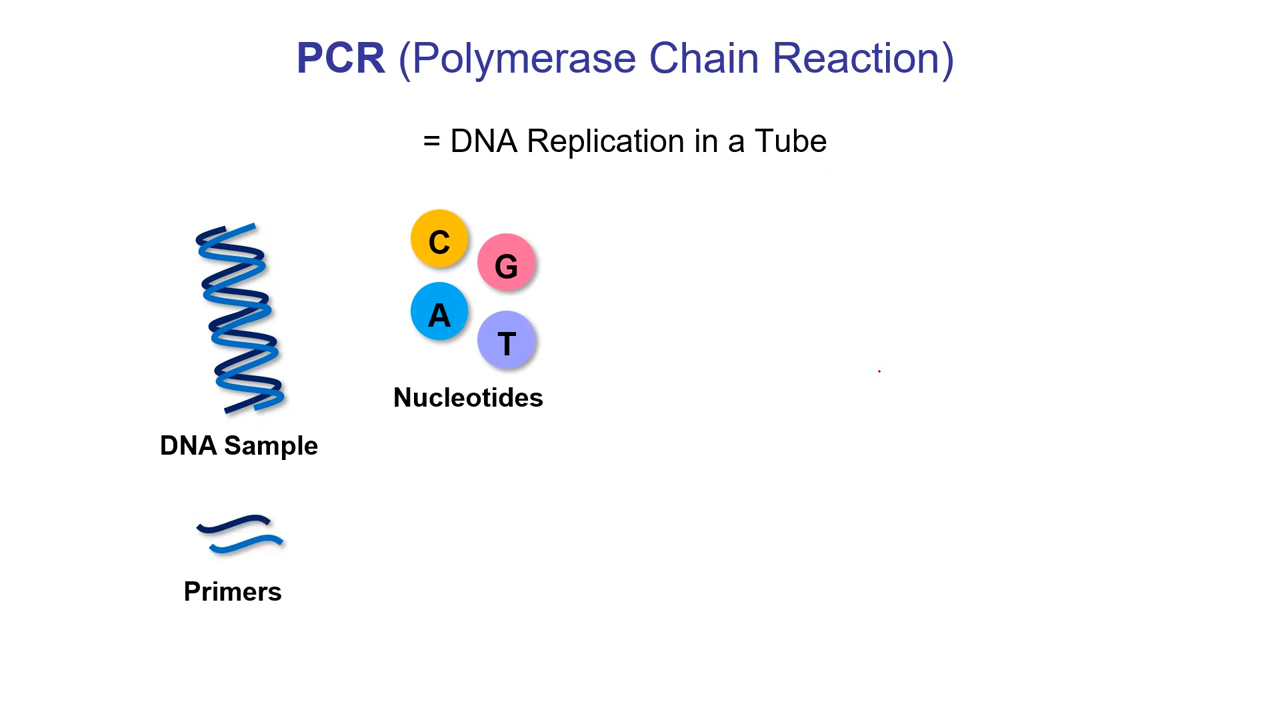 PCR (Polymerase Chain Reaction)
= DNA Replication in a Tube
C
G
A
T
Nucleotides
DNA Sample
Primers